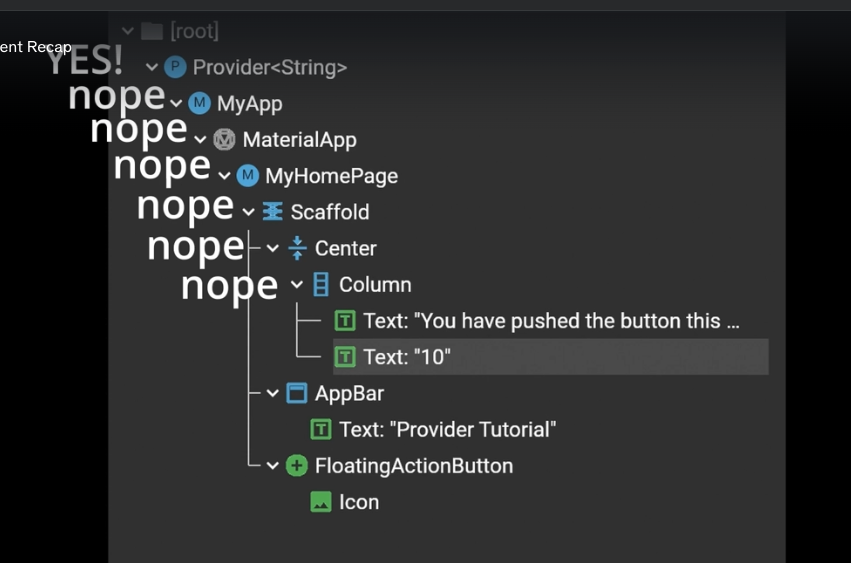 [root]
ent Recap
YES! P Provider<String>
nope M MyApp
nope MaterialApp
nope M MyHomePage
nope Scaffold
nope Center
nope Column
T Text: "You have pushed the button this ...
T Text: "10"
AppBar
T Text: "Provider Tutorial"
FloatingActionButton
Icon